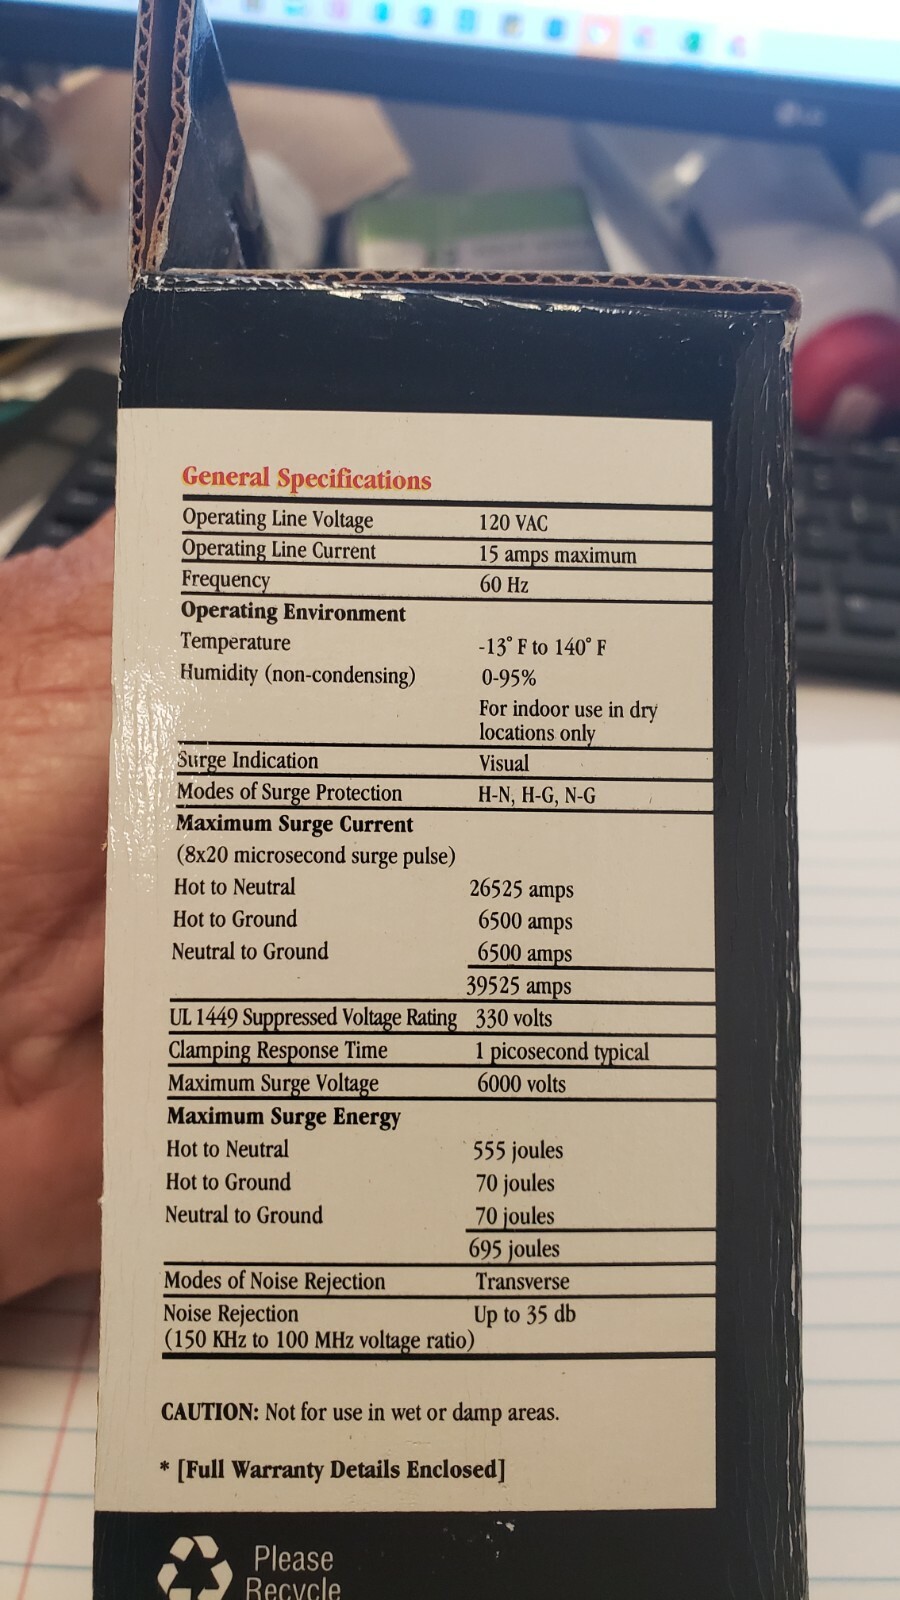 LG
General Specifications
Operating Line Voltage 120 VAC
Operating Line Current 15 amps maximum
Frequency 60 Hz
Operating Environment
Temperature -13° F to 140° F
Humidity (non-condensing) 0-95%
For indoor use in dry
locations only
Surge Indication Visual
Modes of Surge Protection H-N, H-G, N-G
Maximum Surge Current
(8x20 microsecond surge pulse)
Hot to Neutral 26525 amps
Hot to Ground 6500 amps
Neutral to Ground 6500 amps
39525 amps
UL 1449 Suppressed Voltage Rating 330 volts
Clamping Response Time 1 picosecond typical
Maximum Surge Voltage 6000 volts
Maximum Surge Energy
Hot to Neutral 555 joules
Hot to Ground 70 joules
Neutral to Ground 70 joules
695 joules
Modes of Noise Rejection Transverse
Noise Rejection Up to 35 db
(150 KHz to 100 MHz voltage ratio)
CAUTION: Not for use in wet or damp areas.
* [Full Warranty Details Enclosed]
Please
Recycle